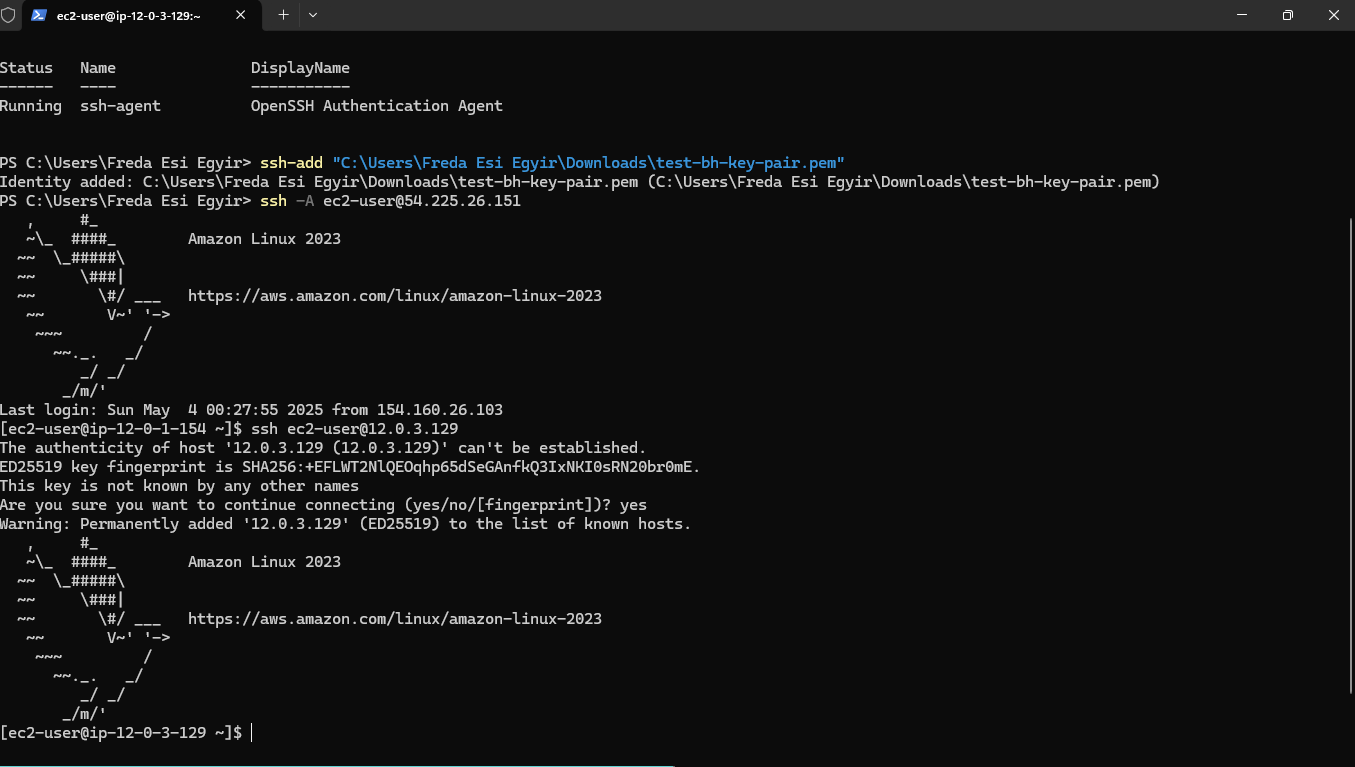 ec2-user@ip-12-0-3-129:~
Status   Name               DisplayName
------   ----               -----------
Running  ssh-agent          OpenSSH Authentication Agent
PS C:\Users\Freda Esi Egyir> ssh-add "C:\Users\Freda Esi Egyir\Downloads\test-bh-key-pair.pem"
Identity added: C:\Users\Freda Esi Egyir\Downloads\test-bh-key-pair.pem (C:\Users\Freda Esi Egyir\Downloads\test-bh-key-pair.pem)
PS C:\Users\Freda Esi Egyir> ssh -A ec2-user@54.225.26.151
   ,     #_
   ~\_  ####_        Amazon Linux 2023
  ~~  \_#####\
  ~~     \###|
  ~~       \#/ ___   https://aws.amazon.com/linux/amazon-linux-2023
   ~~       V~' '->
    ~~~         /
      ~~._.   _/
         _/ _/
       _/m/'
Last login: Sun May  4 00:27:55 2025 from 154.160.26.103
[ec2-user@ip-12-0-1-154 ~]$ ssh ec2-user@12.0.3.129
The authenticity of host '12.0.3.129 (12.0.3.129)' can't be established.
ED25519 key fingerprint is SHA256:+EFLWT2NlQEOqhp65dSeGAnfkQ3IxNKI0sRN20br0mE.
This key is not known by any other names
Are you sure you want to continue connecting (yes/no/[fingerprint])? yes
Warning: Permanently added '12.0.3.129' (ED25519) to the list of known hosts.
   ,     #_
   ~\_  ####_        Amazon Linux 2023
  ~~  \_#####\
  ~~     \###|
  ~~       \#/ ___   https://aws.amazon.com/linux/amazon-linux-2023
   ~~       V~' '->
    ~~~         /
      ~~._.   _/
         _/ _/
       _/m/'
[ec2-user@ip-12-0-3-129 ~]$